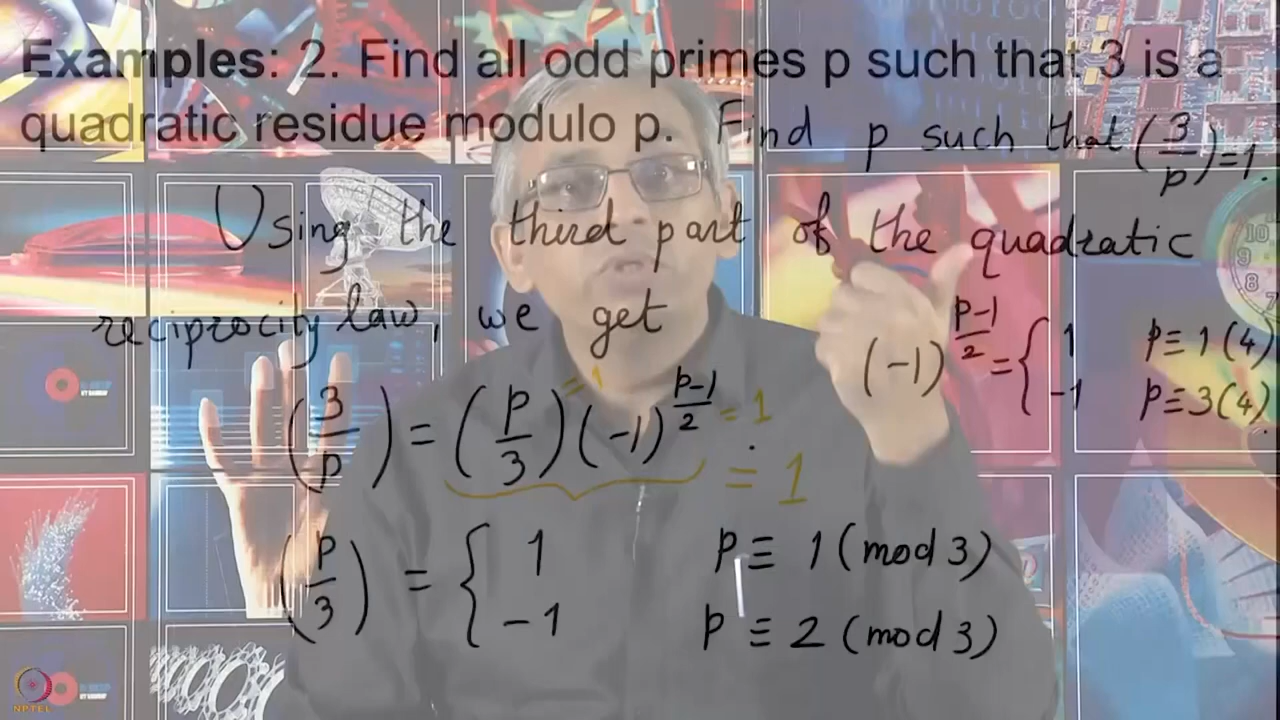 Examples: 2. Find all odd primes p such that 3 is a
quadratic residue modulo p. Find p such that (3/p)=1.
Using the third part of the quadratic
reciprocity law, we get
(-1)^{p-1/2} = { 1 p ≡ 1(4)
-1 p ≡ 3(4).
(3/p) = (p/3)(-1)^{p-1/2}
=1 =1
= 1
(p/3) = { 1 p ≡ 1 (mod 3)
-1 p ≡ 2 (mod 3)
NPTEL